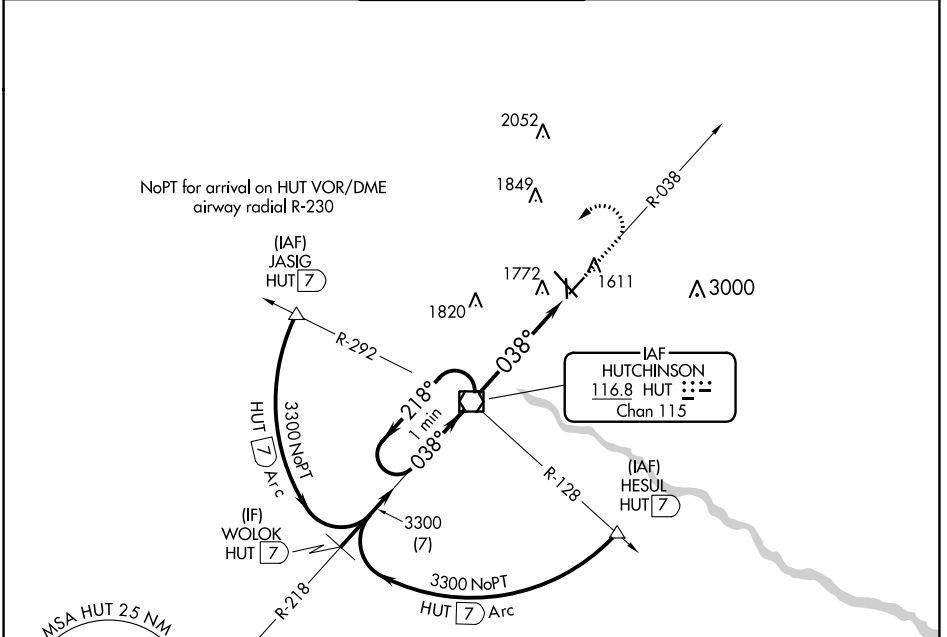 2052
1849
R-038
NoPT for arrival on HUT VOR/DME
airway radial R-230
(IAF)
JASIG
HUT 7
1772
1611
3000
1820
R-292
038°
IAF
HUTCHINSON
116.8 HUT
Chan 115
218°
1 min
038°
3300 NoPT
HUT 7 Arc
R-128
(IAF)
HESUL
HUT 7
(IF)
WOLOK
HUT 7
3300
(7)
3300 NoPT
HUT 7 Arc
R-218
MSA HUT 25 NM